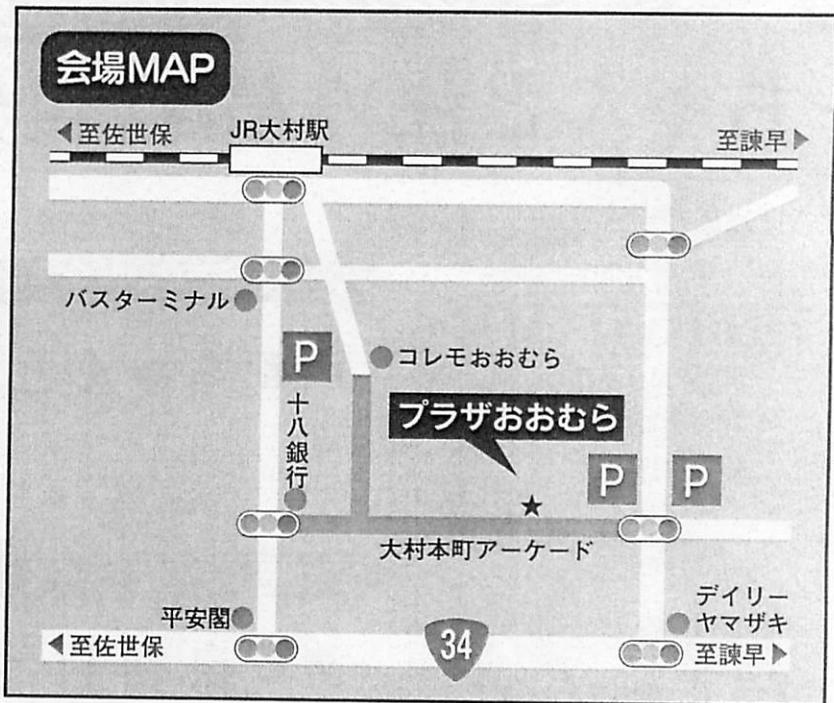 会場MAP
至佐世保
JR大村駅
至諫早
バスターミナル
P
コレモおおむら
十八銀行
プラザおおむら
P
P
大村本町アーケード
平安閣
デイリー
ヤマザキ
至佐世保
34
至諫早